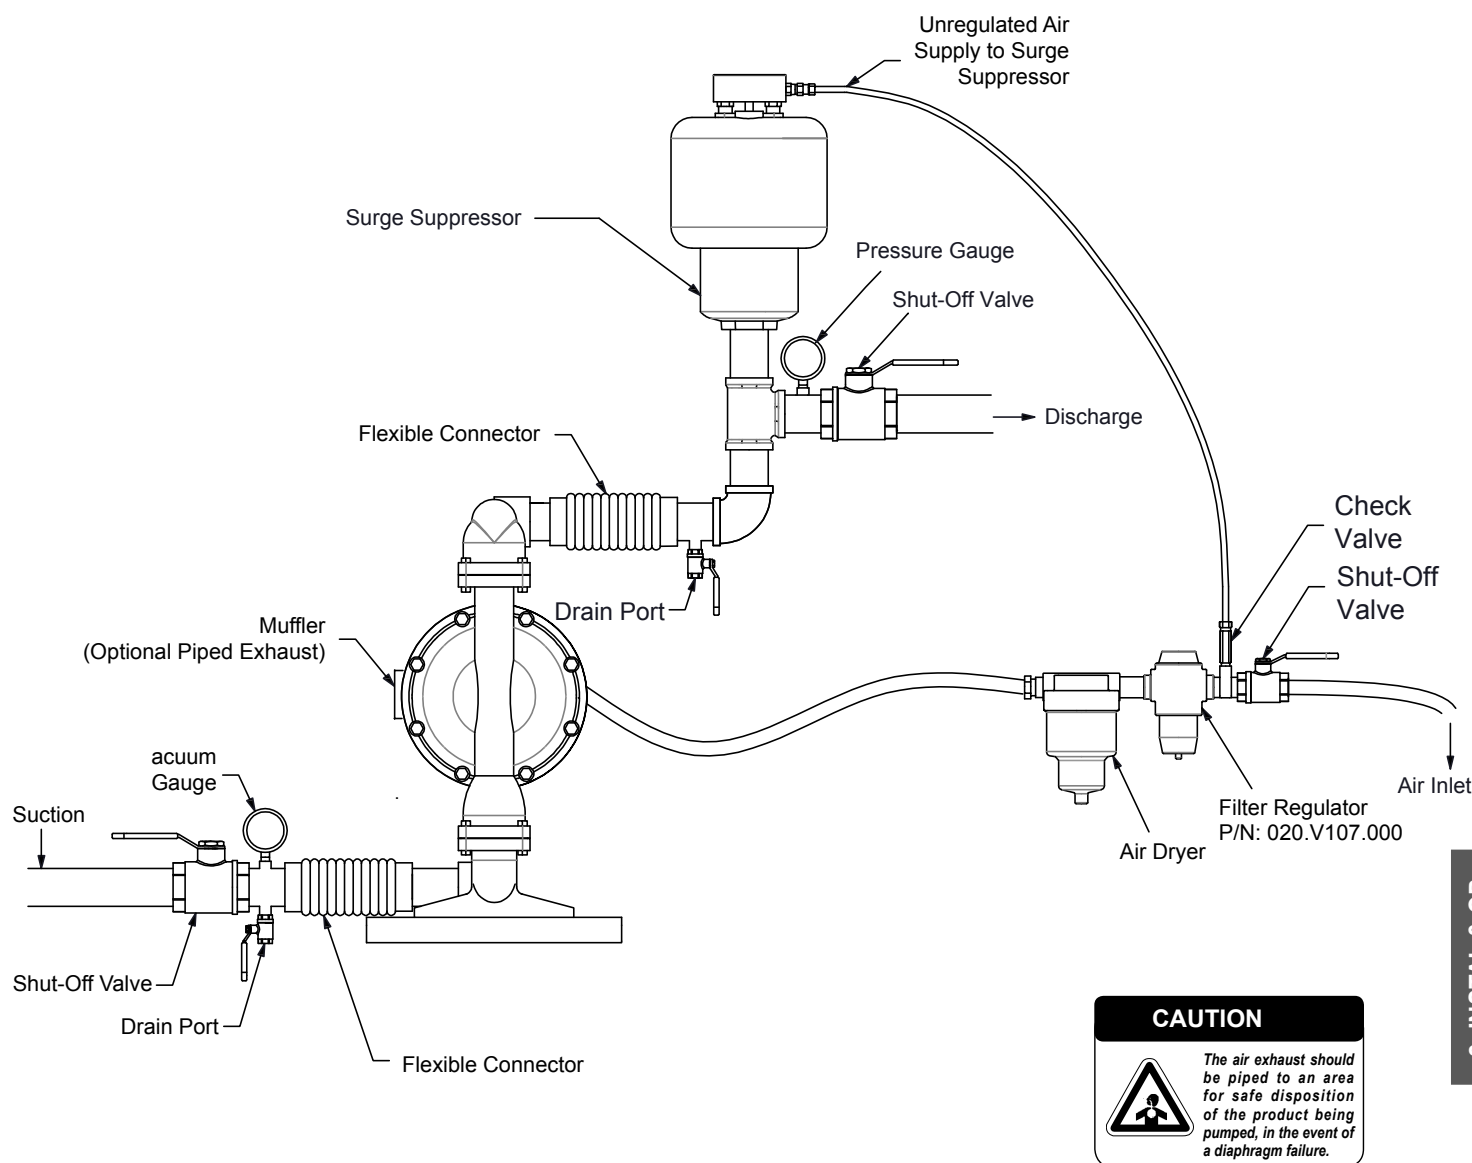 Unregulated Air
Supply to Surge
Suppressor
Surge Suppressor
Pressure Gauge
Shut-Off Valve
Discharge
Flexible Connector
Check
Valve
Shut-Off
Valve
Drain Port
Muffler
(Optional Piped Exhaust)
acuum
Gauge
Suction
Air Inlet
Filter Regulator
P/N: 020.V107.000
Air Dryer
Shut-Off Valve
Drain Port
Flexible Connector
CAUTION
The air exhaust should
be piped to an area
for safe disposition
of the product being
pumped, in the event of
a diaphragm failure.